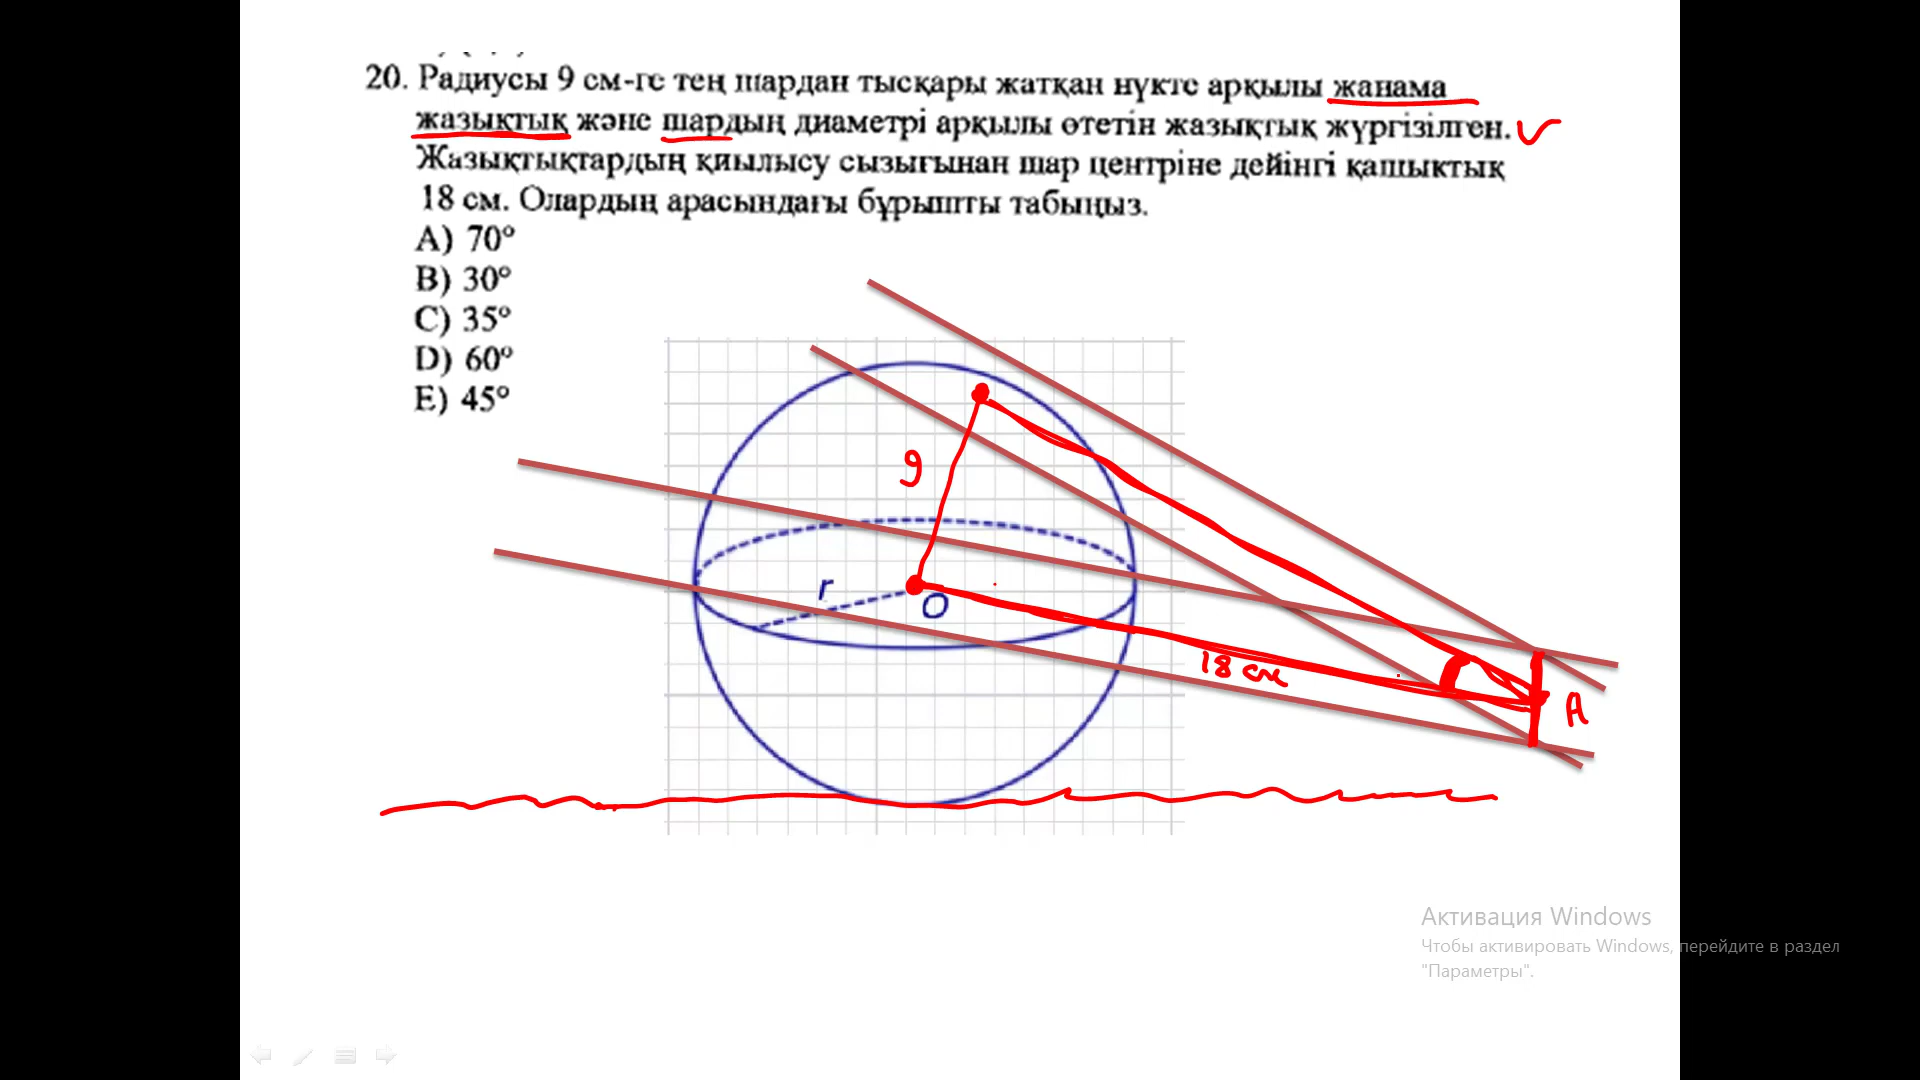 20. Радиусы 9 см-ге тең шардан тысқары жатқан нүкте арқылы жанама
жазықтық және шардың диаметрі арқылы өтетін жазықтық жүргізілген.
Жазықтықтардың қиылысу сызығынан шар центріне дейінгі қашықтық
18 см. Олардың арасындағы бұрышты табыңыз.
A) 70°
B) 30°
C) 35°
D) 60°
E) 45°
9
r
O
18 см
A
Активация Windows
Чтобы активировать Windows, перейдите в раздел
"Параметры".